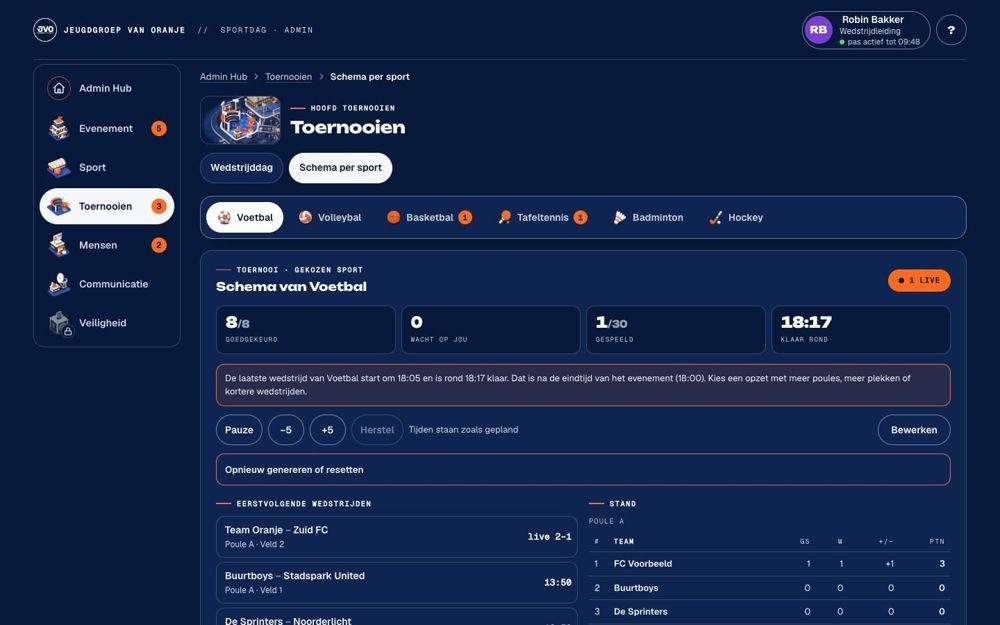 JVO JEUGDGROEP VAN ORANJE // SPORTDAG · ADMIN
RB
Robin Bakker
Wedstrijdleiding
pas actief tot 09:48
?
Admin Hub
Evenement 5
Sport
Toernooien 3
Mensen 2
Communicatie
Veiligheid
Admin Hub > Toernooien > Schema per sport
HOOFD TOERNOOIEN
Toernooien
Wedstrijddag
Schema per sport
Voetbal
Volleybal
Basketbal 1
Tafeltennis 1
Badminton
Hockey
TOERNOOI · GEKOZEN SPORT
Schema van Voetbal
1 LIVE
8/8
GOEDGEKEURD
0
WACHT OP JOU
1/30
GESPEELD
18:17
KLAAR ROND
De laatste wedstrijd van Voetbal start om 18:05 en is rond 18:17 klaar. Dat is na de eindtijd van het evenement (18:00). Kies een opzet met meer poules, meer plekken of
kortere wedstrijden.
Pauze
−5
+5
Herstel
Tijden staan zoals gepland
Bewerken
Opnieuw genereren of resetten
EERSTVOLGENDE WEDSTRIJDEN
Team Oranje – Zuid FC
Poule A · Veld 2
live 2–1
Buurtboys – Stadspark United
Poule A · Veld 1
13:50
De Sprinters – Noorderlicht
STAND
POULE A
# TEAM GS W +/− PTN
1 FC Voorbeeld 1 1 +1 3
2 Buurtboys 0 0 0 0
3 De Sprinters 0 0 0 0